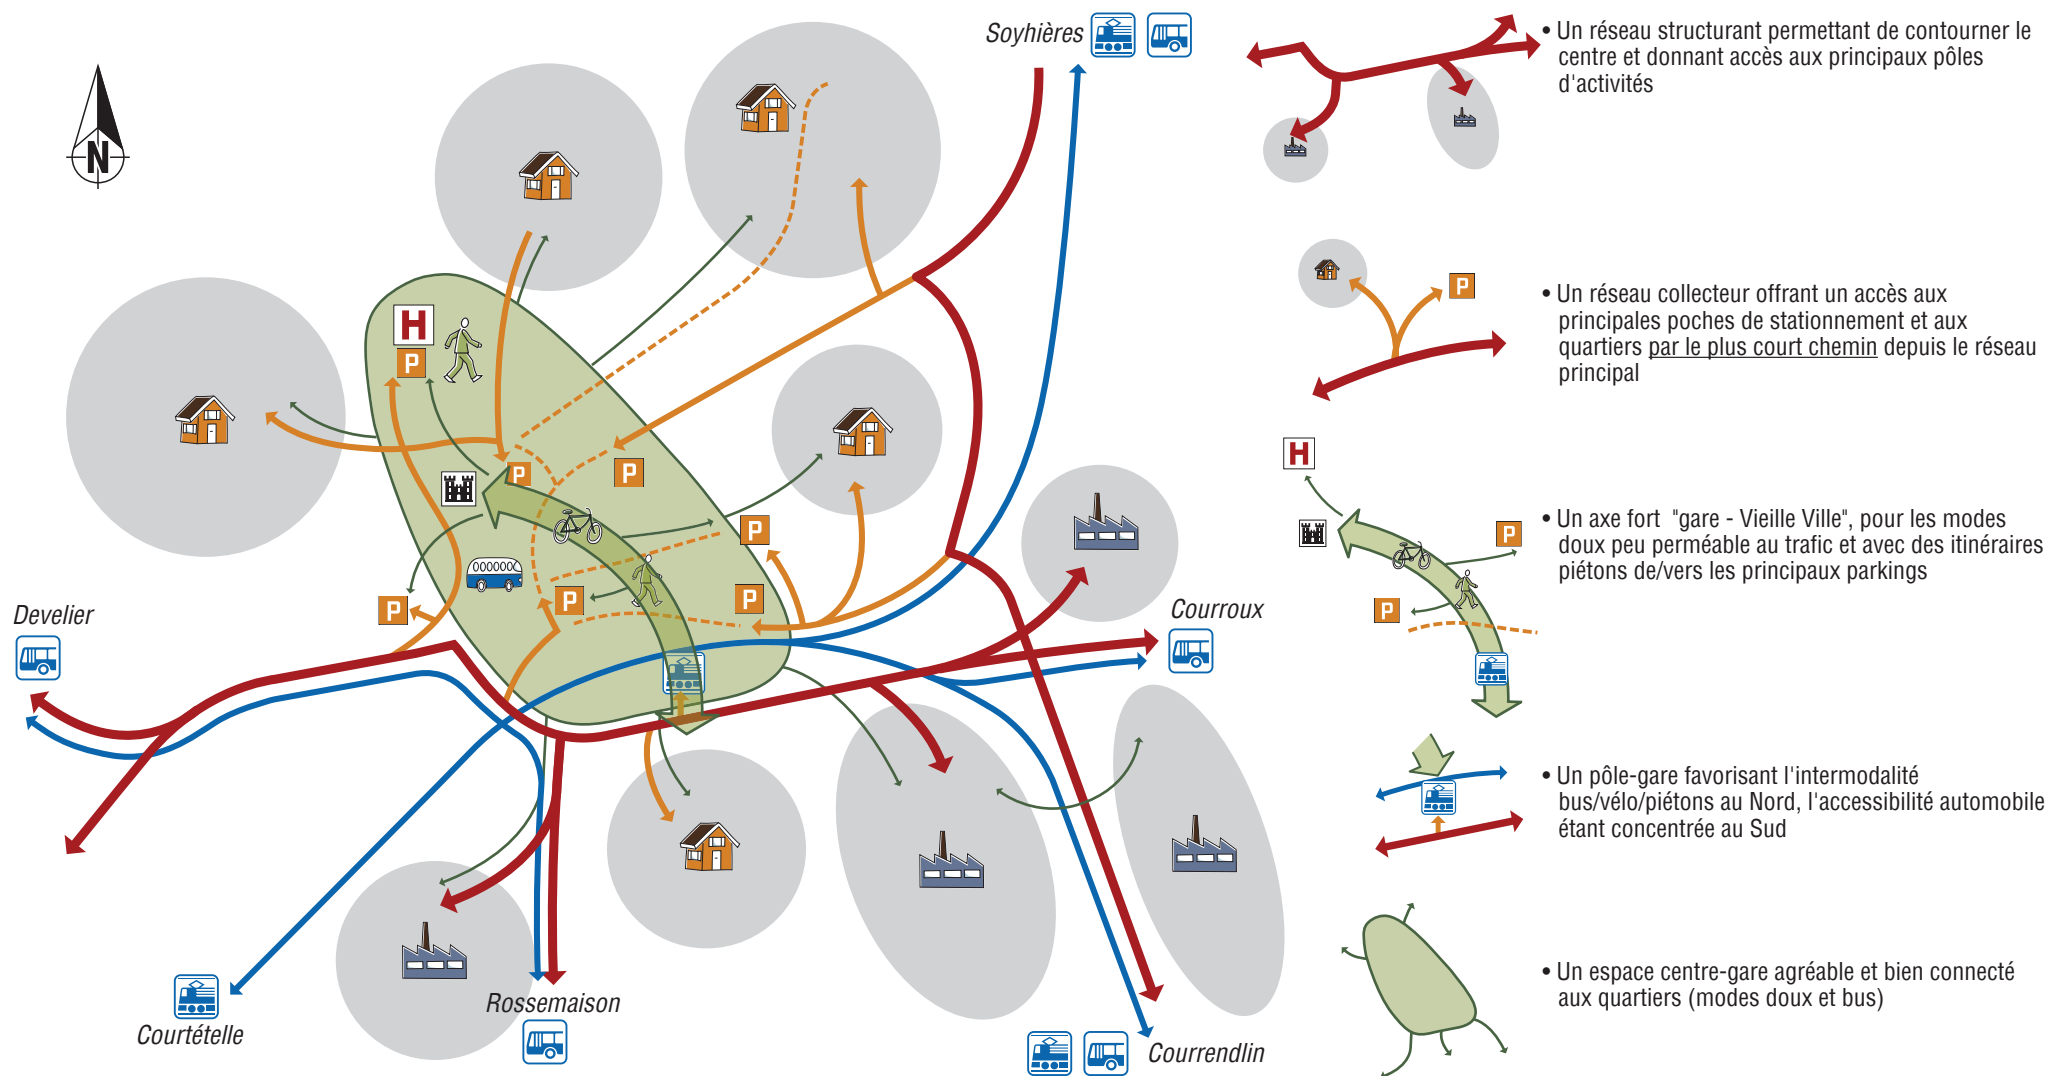 Soyhières
N
H
P
P
P
P
P
P
P
Develier
Courroux
Courtételle
Rossemaison
Courrendlin
• Un réseau structurant permettant de contourner le
centre et donnant accès aux principaux pôles
d'activités
P
• Un réseau collecteur offrant un accès aux
principales poches de stationnement et aux
quartiers par le plus court chemin depuis le réseau
principal
H
P
P
• Un axe fort "gare - Vieille Ville", pour les modes
doux peu perméable au trafic et avec des itinéraires
piétons de/vers les principaux parkings
• Un pôle-gare favorisant l'intermodalité
bus/vélo/piétons au Nord, l'accessibilité automobile
étant concentrée au Sud
• Un espace centre-gare agréable et bien connecté
aux quartiers (modes doux et bus)